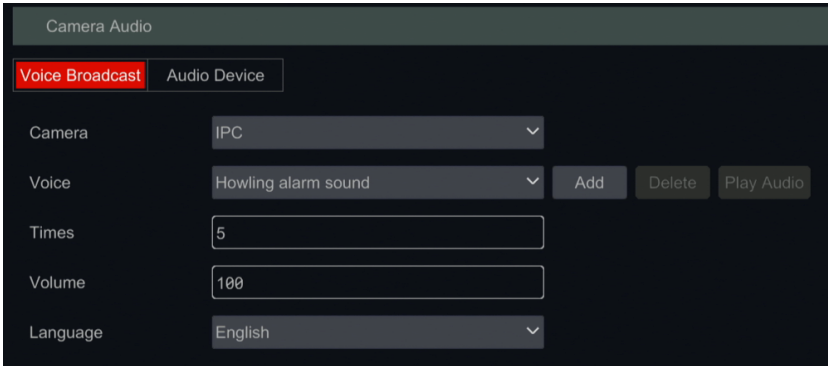 Camera Audio
Voice Broadcast Audio Device
Camera IPC
Voice Howling alarm sound Add Delete Play Audio
Times 5
Volume 100
Language English